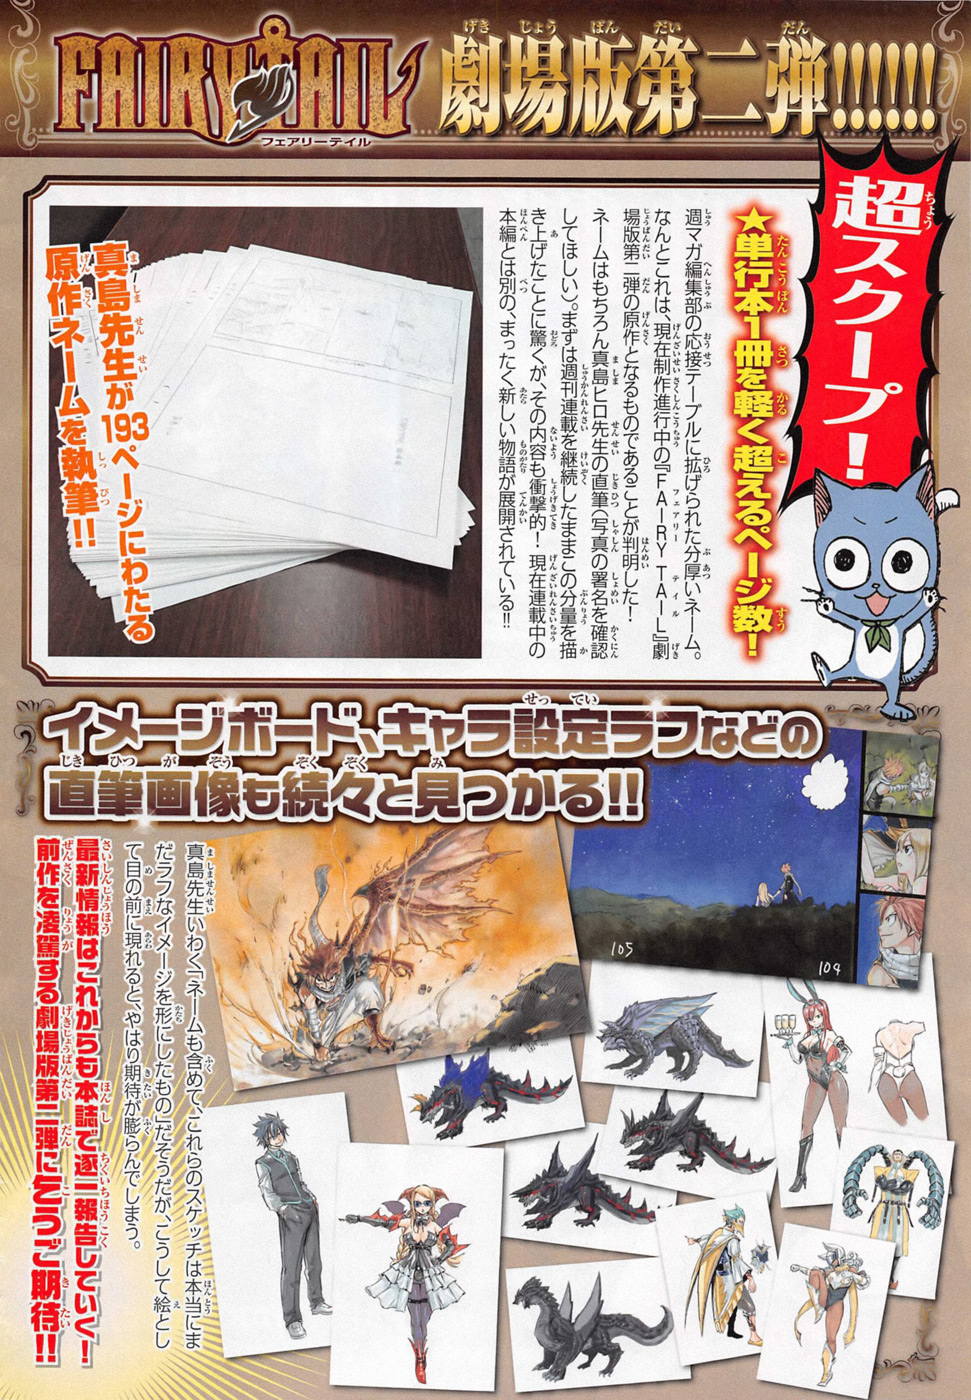 FAIRY TAIL
フェアリーテイル
劇場版第二弾!!!!!!
超スクープ!
★単行本1冊を軽く超えるページ数!
週マガ編集部の応接テーブルに拡げられた分厚いネーム。
なんとこれは、現在制作進行中の『FAIRY TAIL』劇
場版第二弾の原作となるものであることが判明した!
ネームはもちろん真島ヒロ先生の直筆(写真の署名を確認
してほしい)。まずは週刊連載を継続したままこの分量を描
き上げたことに驚くが、その内容も衝撃的! 現在連載中の
本編とは別の、まったく新しい物語が展開されている!!
真島先生が193ページにわたる
原作ネームを執筆!!
イメージボード、キャラ設定ラフなどの
直筆画像も続々と見つかる!!
105
104
真島先生いわく「ネームも含めて、これらのスケッチは本当にま
だラフなイメージを形にしたもの」だそうだが、こうして絵とし
て目の前に現れると、やはり期待が膨らんでしまう。
最新情報はこれからも本誌で逐一報告していく!
前作を凌駕する劇場版第二弾に乞うご期待!!